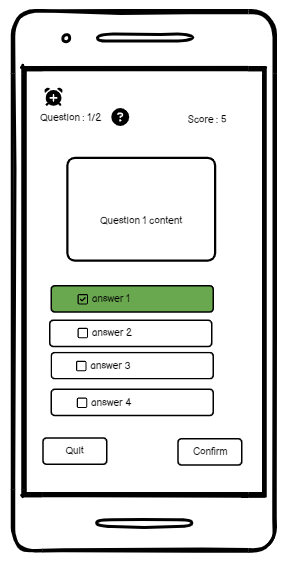 Question : 1/2 ?
Score : 5
Question 1 content
answer 1
answer 2
answer 3
answer 4
Quit
Confirm